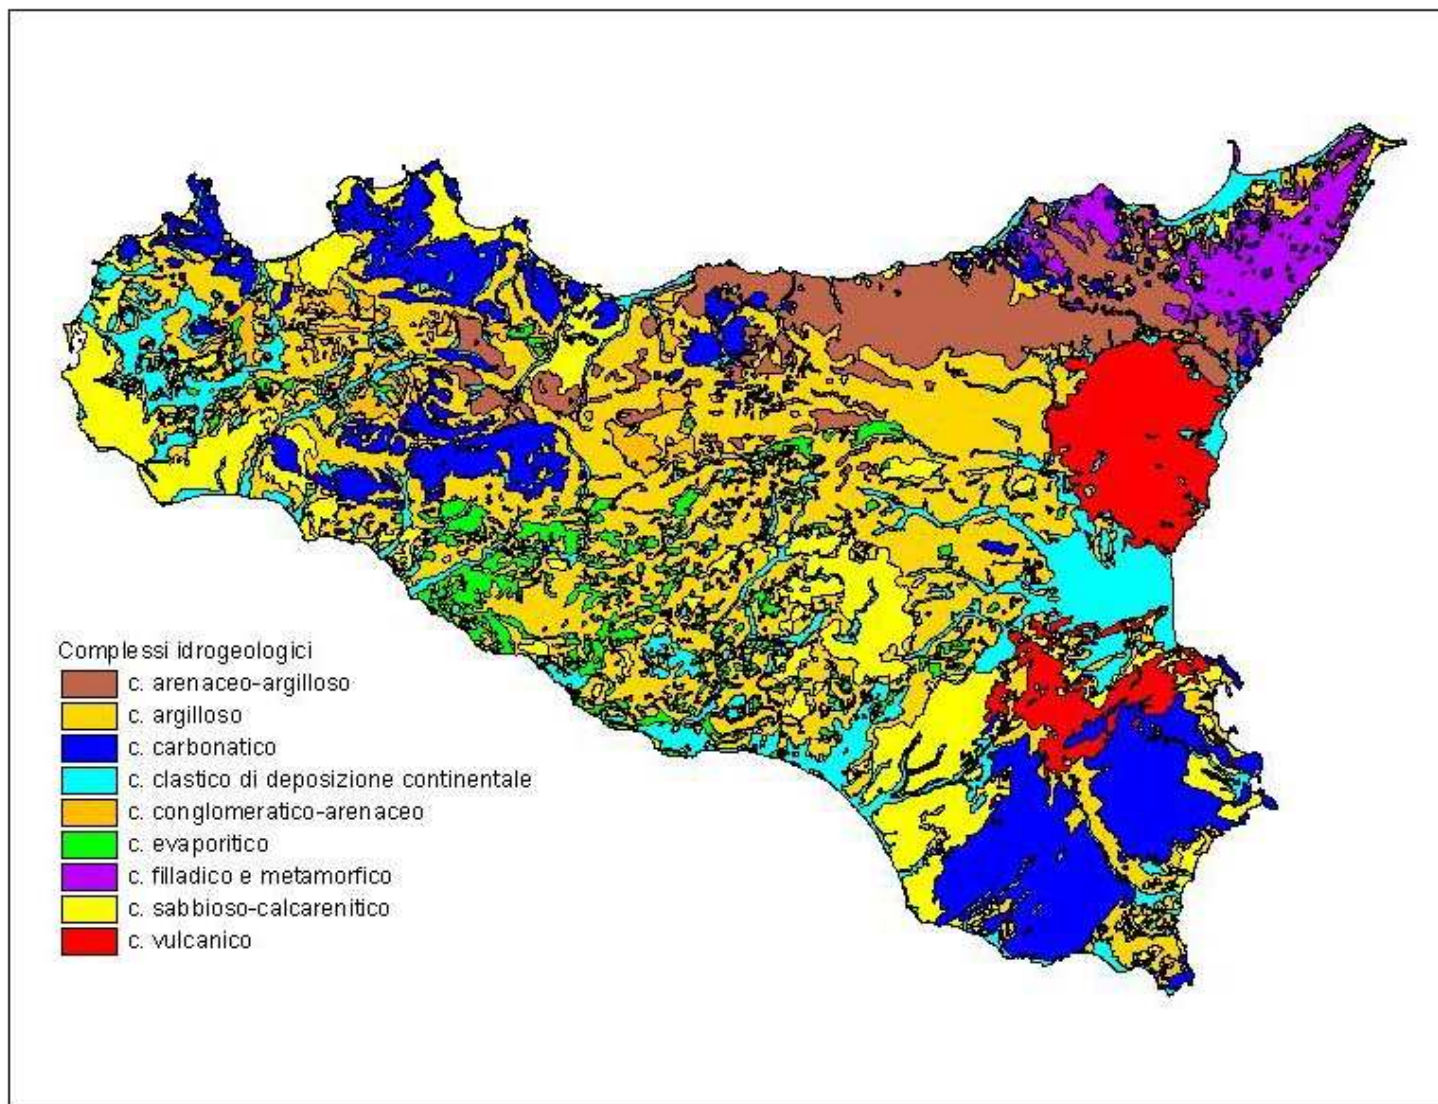 Complessi idrogeologici
c. arenaceo-argilloso
c. argilloso
c. carbonatico
c. clastico di deposizione continentale
c. conglomeratico-arenaceo
c. evaporitico
c. filladico e metamorfico
c. sabbioso-calcarenitico
c. vulcanico